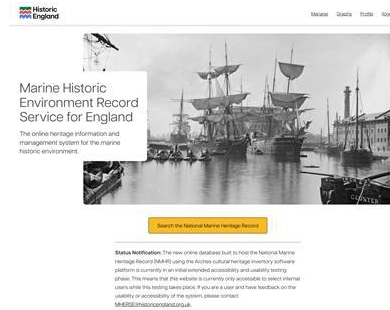 Historic
England
Manage
Graphs
Profile
Marine Historic
Environment Record
Service for England
The online heritage information and
management system for the marine
historic environment.
Search the National Marine Heritage Record
Status Notification: The new online database built to host the National Marine
Heritage Record (NMHR) using the Arches cultural heritage inventory software
platform is currently in an initial extended accessibility and usability testing
phase. This means that this website is currently only accessible to select internal
users while this testing takes place. If you are a user and have feedback on the
usability or accessibility of the system, please contact
MHERSE@historicengland.org.uk.